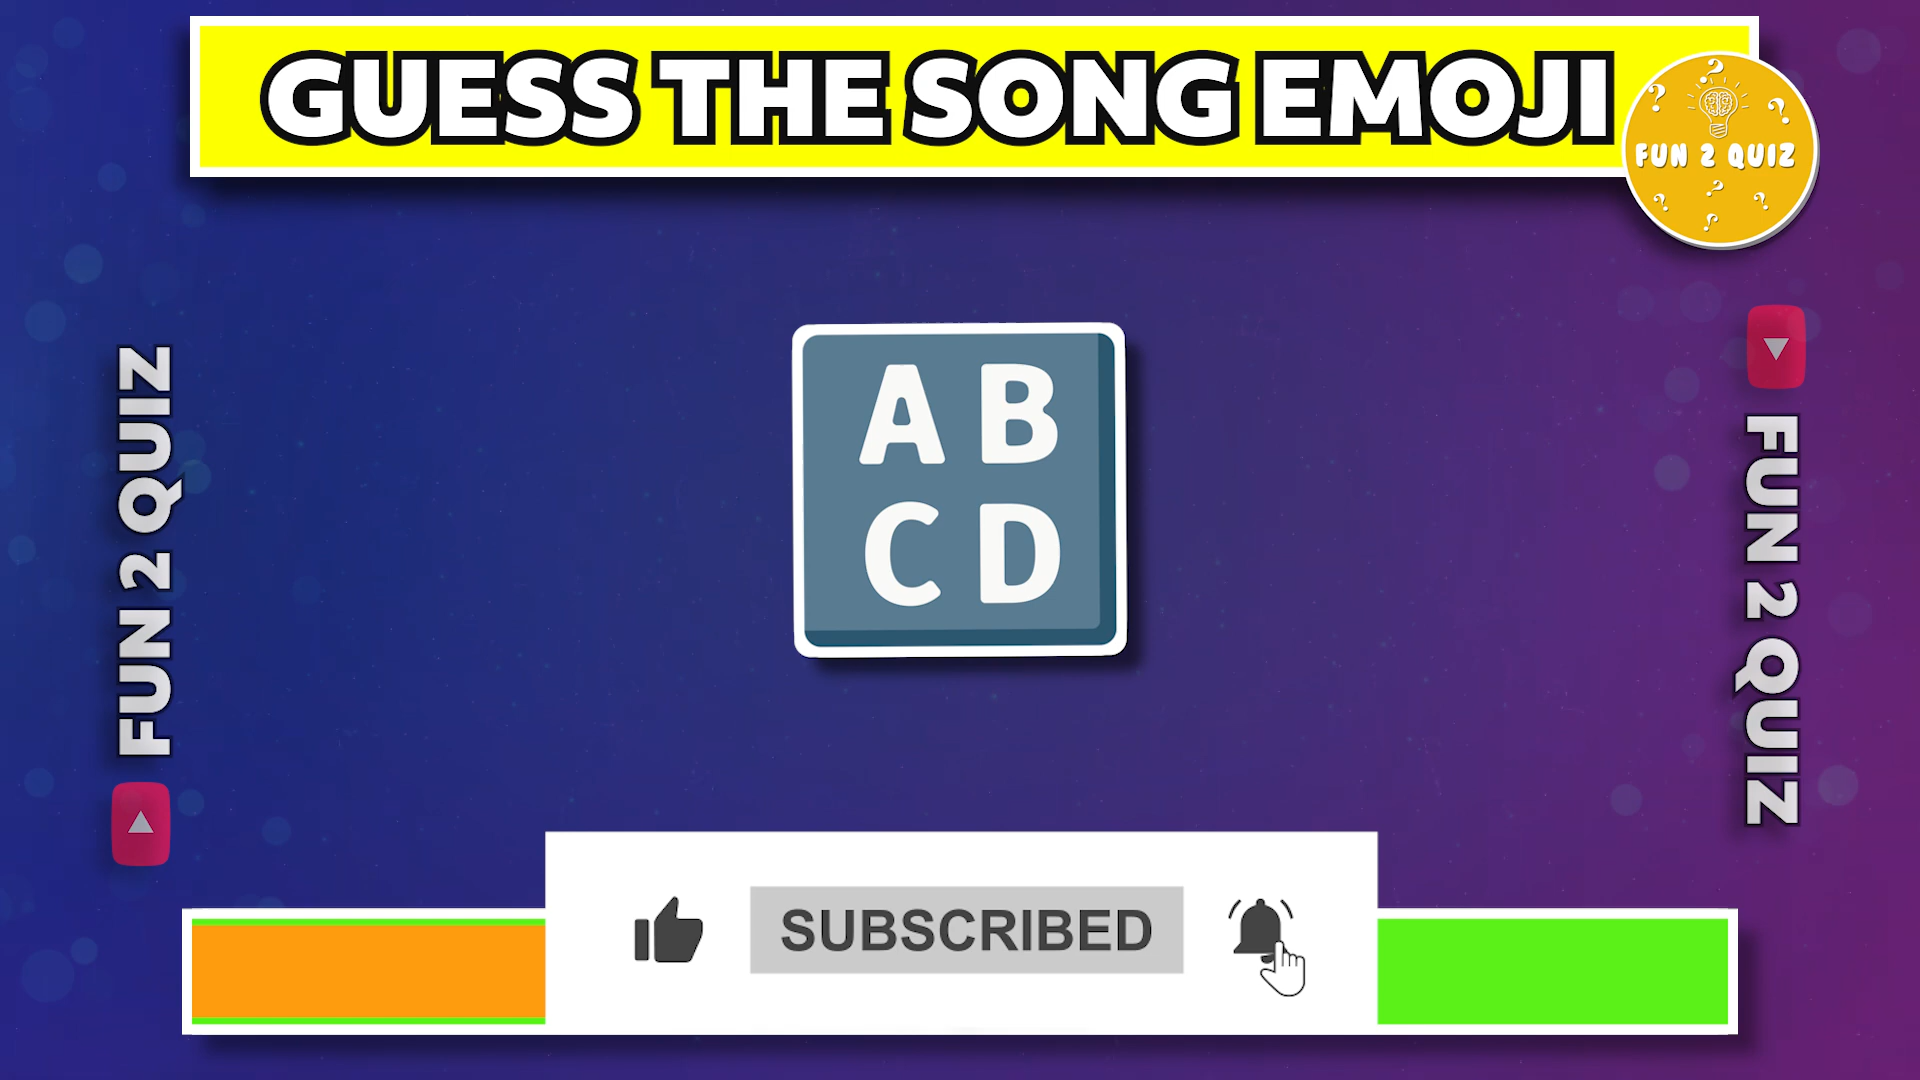 GUESS THE SONG EMOJI
FUN 2 QUIZ
A B
C D
FUN 2 QUIZ
FUN 2 QUIZ
SUBSCRIBED